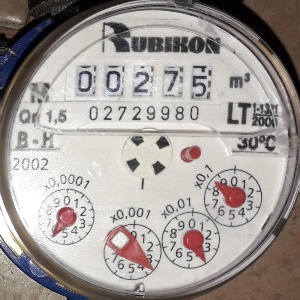 RUBIKON
00275 m³
M
Qn 1,5
02729980
LT
B-H
30°C
2002
x0,0001
x0,001
x0,01
x0,1